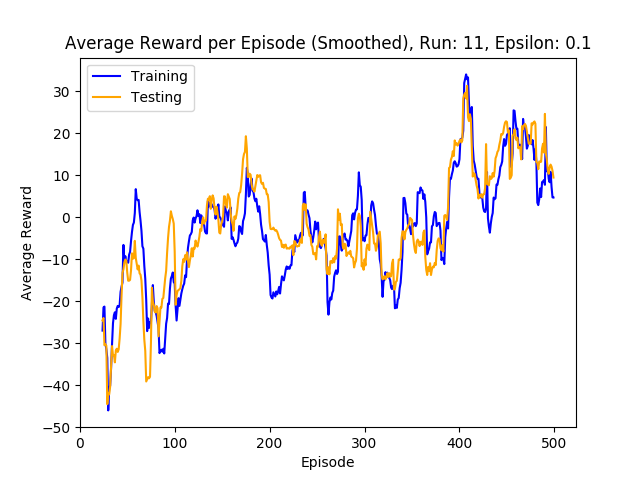 Average Reward per Episode (Smoothed), Run: 11, Epsilon: 0.1
Training
Testing
30
20
10
0
−10
−20
−30
−40
−50
Average Reward
0 100 200 300 400 500
Episode